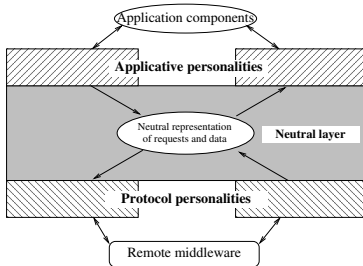 Application components
Applicative personalities
Neutral representation
of requests and data
Neutral layer
Protocol personalities
Remote middleware